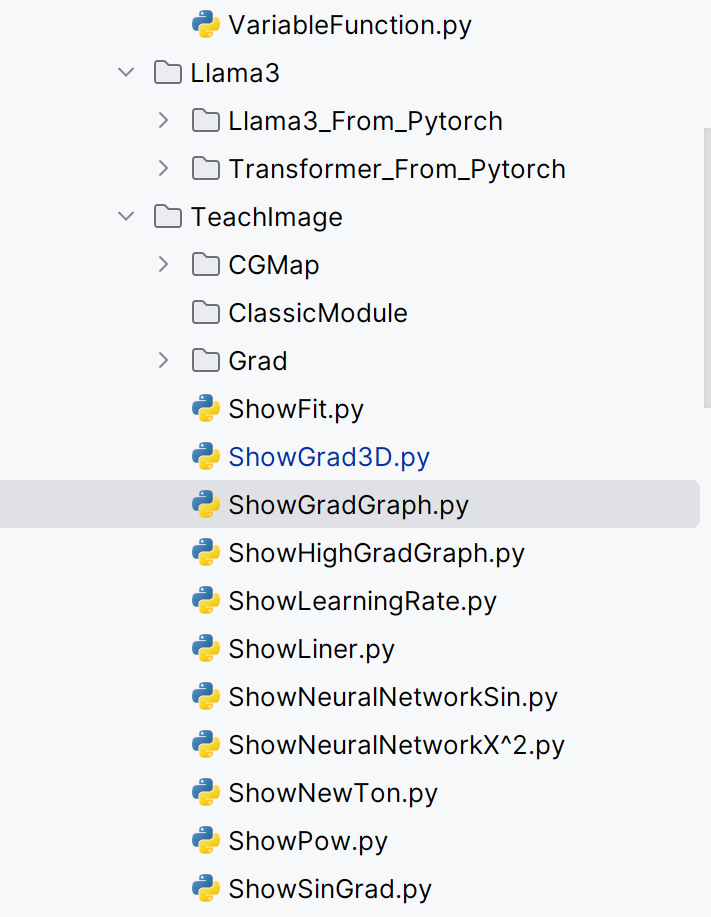 VariableFunction.py
Llama3
Llama3_From_Pytorch
Transformer_From_Pytorch
TeachImage
CGMap
ClassicModule
Grad
ShowFit.py
ShowGrad3D.py
ShowGradGraph.py
ShowHighGradGraph.py
ShowLearningRate.py
ShowLiner.py
ShowNeuralNetworkSin.py
ShowNeuralNetworkX^2.py
ShowNewTon.py
ShowPow.py
ShowSinGrad.py